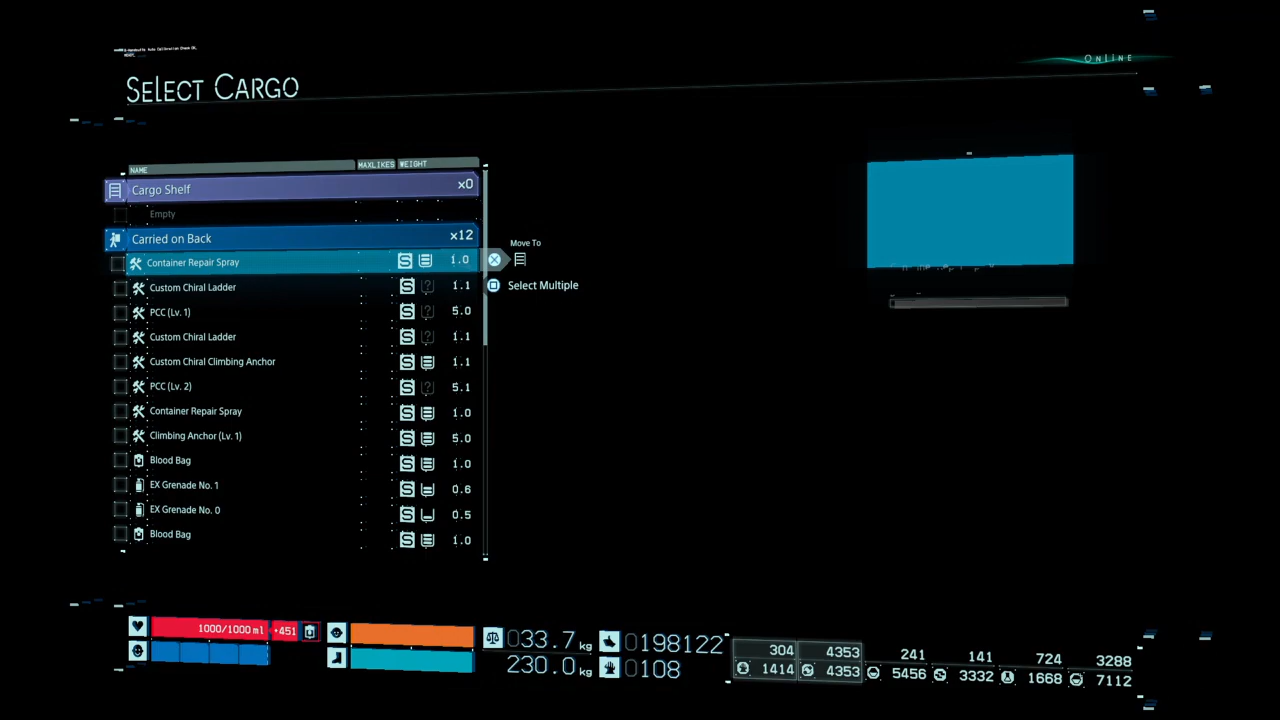 ONLINE
SELECT CARGO
NAME MAXLIKES WEIGHT
Cargo Shelf x0
Empty
Carried on Back x12
Container Repair Spray S 1.0
Move To
Custom Chiral Ladder S ? 1.1
Select Multiple
PCC (Lv. 1) S ? 5.0
Custom Chiral Ladder S ? 1.1
Custom Chiral Climbing Anchor S 1.1
PCC (Lv. 2) S ? 5.1
Container Repair Spray S 1.0
Climbing Anchor (Lv. 1) S 5.0
Blood Bag S 1.0
EX Grenade No. 1 S 0.6
EX Grenade No. 0 S 0.5
Blood Bag S 1.0
1000/1000 ml +451
033.7 kg 0198122
230.0 kg 0108
304 4353 241 141 724 3288
1414 4353 5456 3332 1668 7112